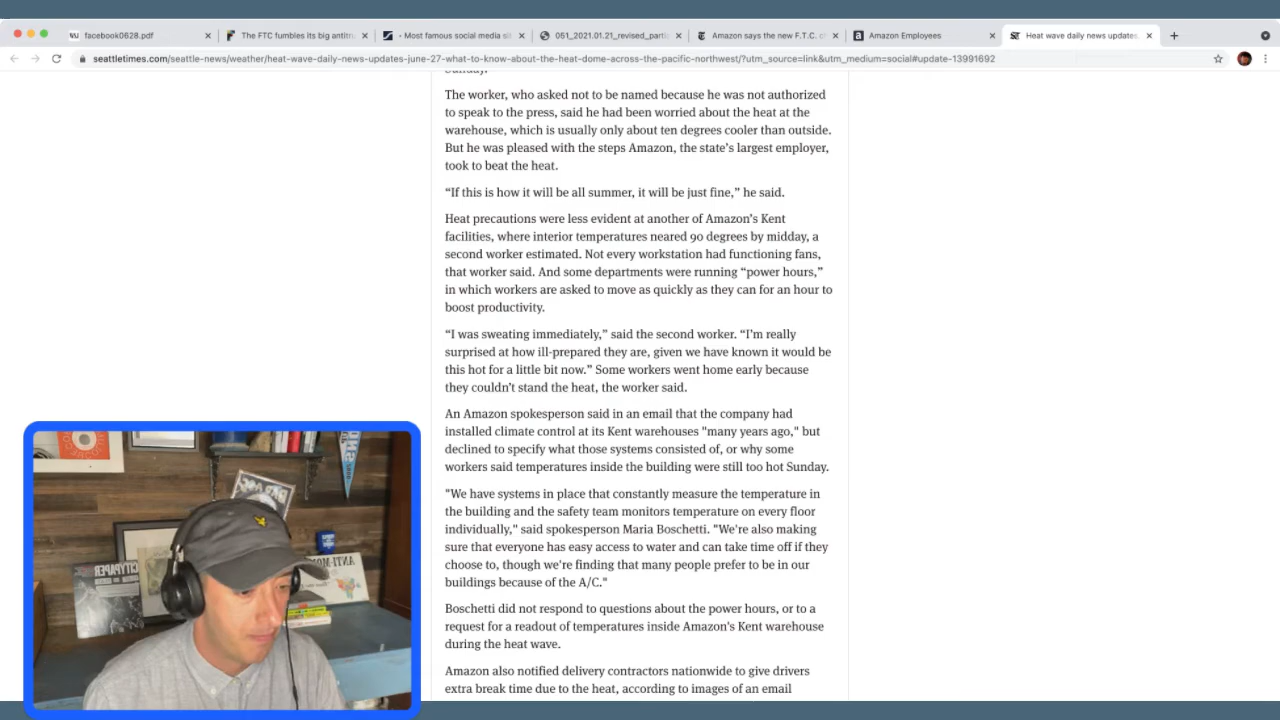 facebook0628.pdf
The FTC fumbles its big antitr
Most famous social media si
051_2021.01.21_revised_parti
Amazon says the new F.T.C. c
Amazon Employees
Heat wave daily news updates
seattletimes.com/seattle-news/weather/heat-wave-daily-news-updates-june-27-what-to-know-about-the-heat-dome-across-the-pacific-northwest/?utm_source=link&utm_medium=social#update-13991692
Sunday.
The worker, who asked not to be named because he was not authorized
to speak to the press, said he had been worried about the heat at the
warehouse, which is usually only about ten degrees cooler than outside.
But he was pleased with the steps Amazon, the state’s largest employer,
took to beat the heat.
“If this is how it will be all summer, it will be just fine,” he said.
Heat precautions were less evident at another of Amazon’s Kent
facilities, where interior temperatures neared 90 degrees by midday, a
second worker estimated. Not every workstation had functioning fans,
that worker said. And some departments were running “power hours,”
in which workers are asked to move as quickly as they can for an hour to
boost productivity.
“I was sweating immediately,” said the second worker. “I’m really
surprised at how ill-prepared they are, given we have known it would be
this hot for a little bit now.” Some workers went home early because
they couldn’t stand the heat, the worker said.
An Amazon spokesperson said in an email that the company had
installed climate control at its Kent warehouses "many years ago," but
declined to specify what those systems consisted of, or why some
workers said temperatures inside the building were still too hot Sunday.
"We have systems in place that constantly measure the temperature in
the building and the safety team monitors temperature on every floor
individually," said spokesperson Maria Boschetti. "We're also making
sure that everyone has easy access to water and can take time off if they
choose to, though we're finding that many people prefer to be in our
buildings because of the A/C."
Boschetti did not respond to questions about the power hours, or to a
request for a readout of temperatures inside Amazon's Kent warehouse
during the heat wave.
Amazon also notified delivery contractors nationwide to give drivers
extra break time due to the heat, according to images of an email